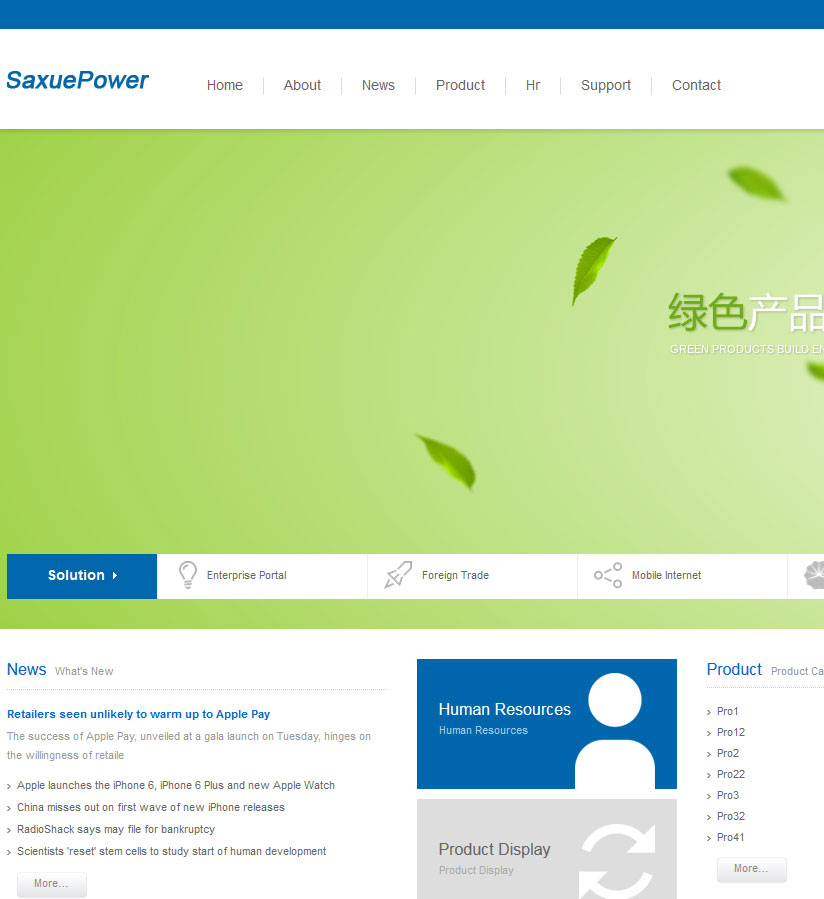 SaxuePower
Home
About
News
Product
Hr
Support
Contact
绿色产品
GREEN PRODUCTS BUILD
Solution
Enterprise Portal
Foreign Trade
Mobile Internet
News What's New
Retailers seen unlikely to warm up to Apple Pay
The success of Apple Pay, unveiled at a gala launch on Tuesday, hinges on
the willingness of retaile
Apple launches the iPhone 6, iPhone 6 Plus and new Apple Watch
China misses out on first wave of new iPhone releases
RadioShack says may file for bankruptcy
Scientists 'reset' stem cells to study start of human development
More...
Human Resources
Human Resources
Product Display
Product Display
Product Product
Pro1
Pro12
Pro2
Pro22
Pro3
Pro32
Pro41
More...